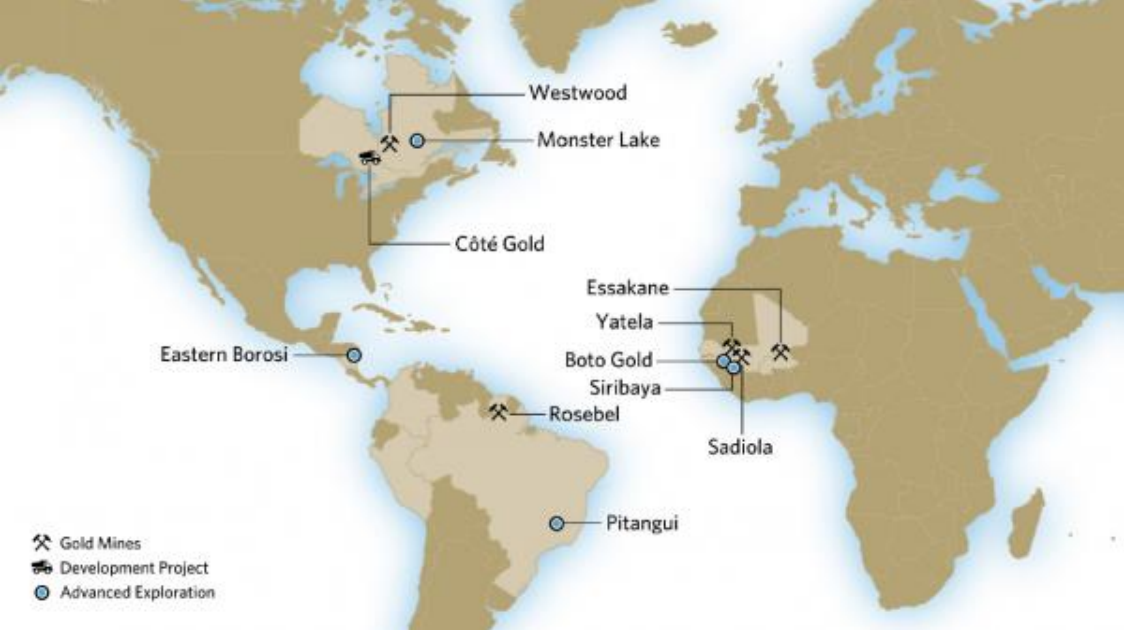 Westwood
Monster Lake
Côté Gold
Essakane
Yatela
Eastern Borosi
Boto Gold
Siribaya
Rosebel
Sadiola
Pitangui
Gold Mines
Development Project
Advanced Exploration